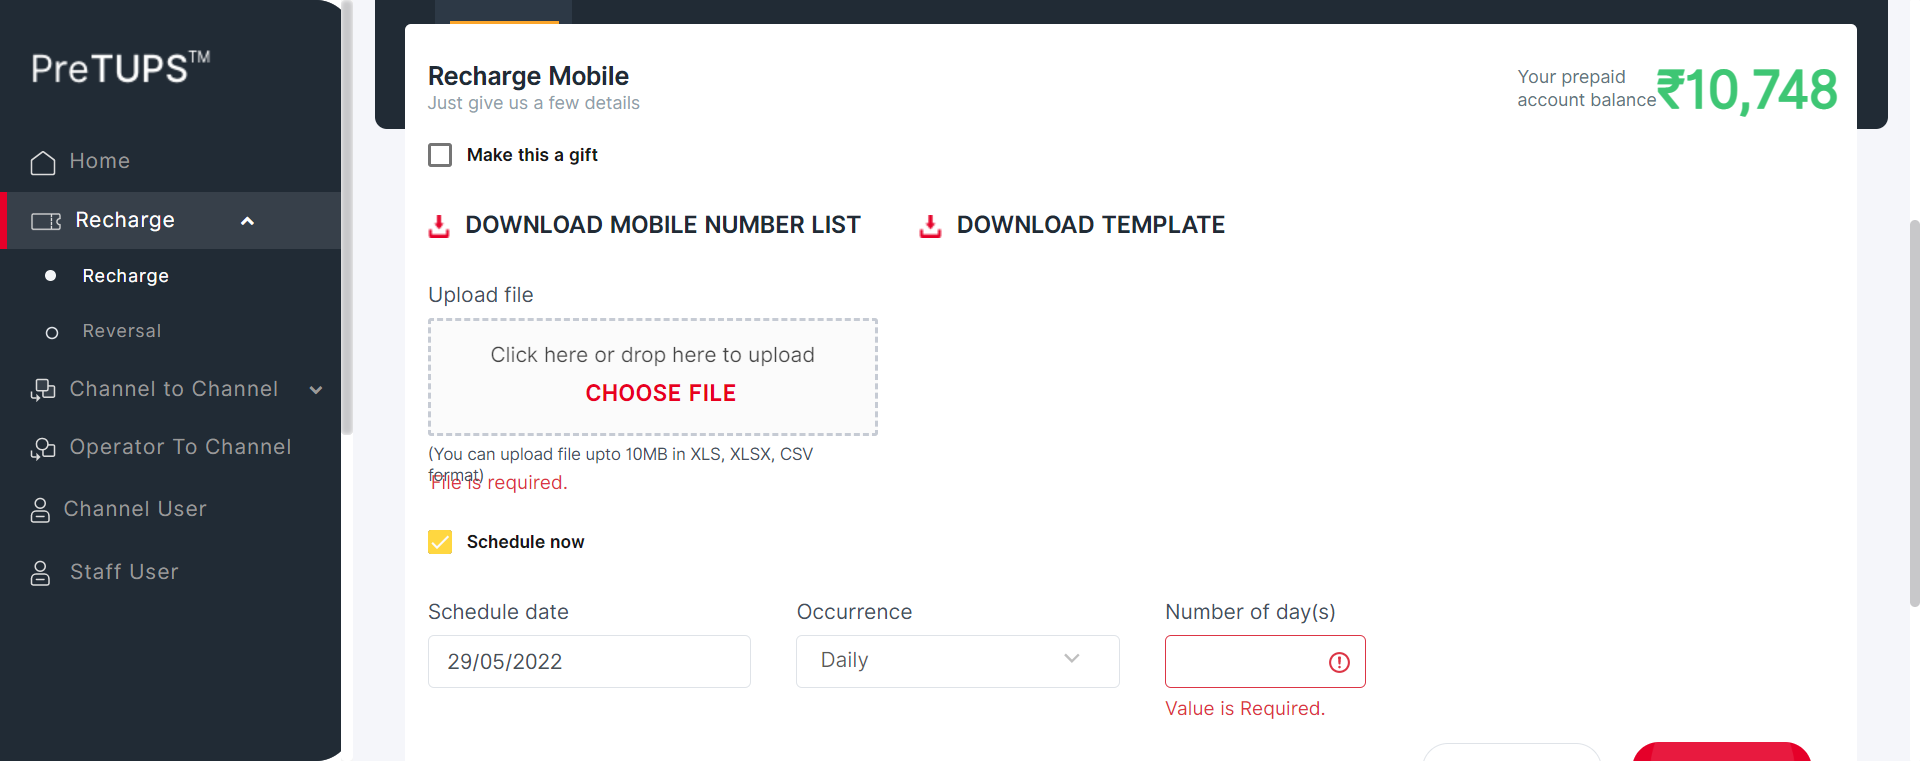 PreTUPS™
Home
Recharge
Recharge
Reversal
Channel to Channel
Operator To Channel
Channel User
Staff User
Recharge Mobile
Just give us a few details
Your prepaid
account balance
₹10,748
Make this a gift
DOWNLOAD MOBILE NUMBER LIST
DOWNLOAD TEMPLATE
Upload file
Click here or drop here to upload
CHOOSE FILE
(You can upload file upto 10MB in XLS, XLSX, CSV
format)
File is required.
Schedule now
Schedule date
Occurrence
Number of day(s)
29/05/2022
Daily
Value is Required.